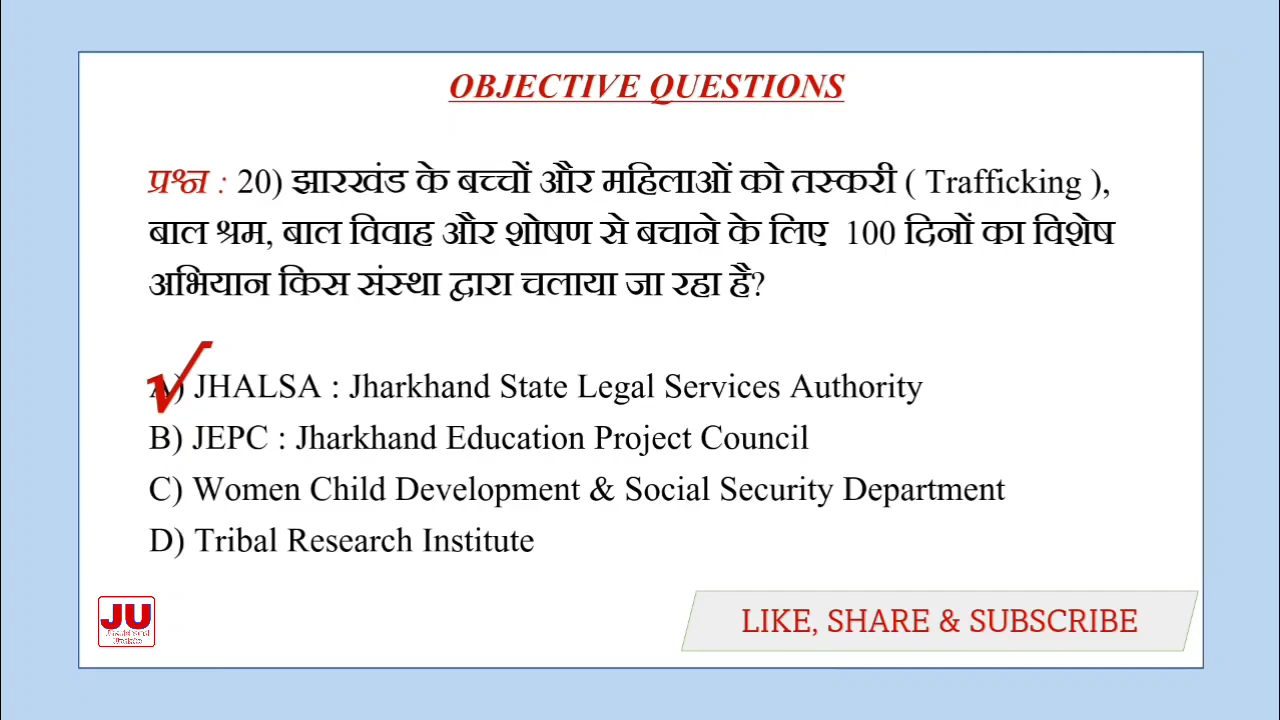 OBJECTIVE QUESTIONS
प्रश्न : 20) झारखंड के बच्चों और महिलाओं को तस्करी ( Trafficking ),
बाल श्रम, बाल विवाह और शोषण से बचाने के लिए 100 दिनों का विशेष
अभियान किस संस्था द्वारा चलाया जा रहा है?
A) JHALSA : Jharkhand State Legal Services Authority
B) JEPC : Jharkhand Education Project Council
C) Women Child Development & Social Security Department
D) Tribal Research Institute
JU
Jharkhand
Update
LIKE, SHARE & SUBSCRIBE